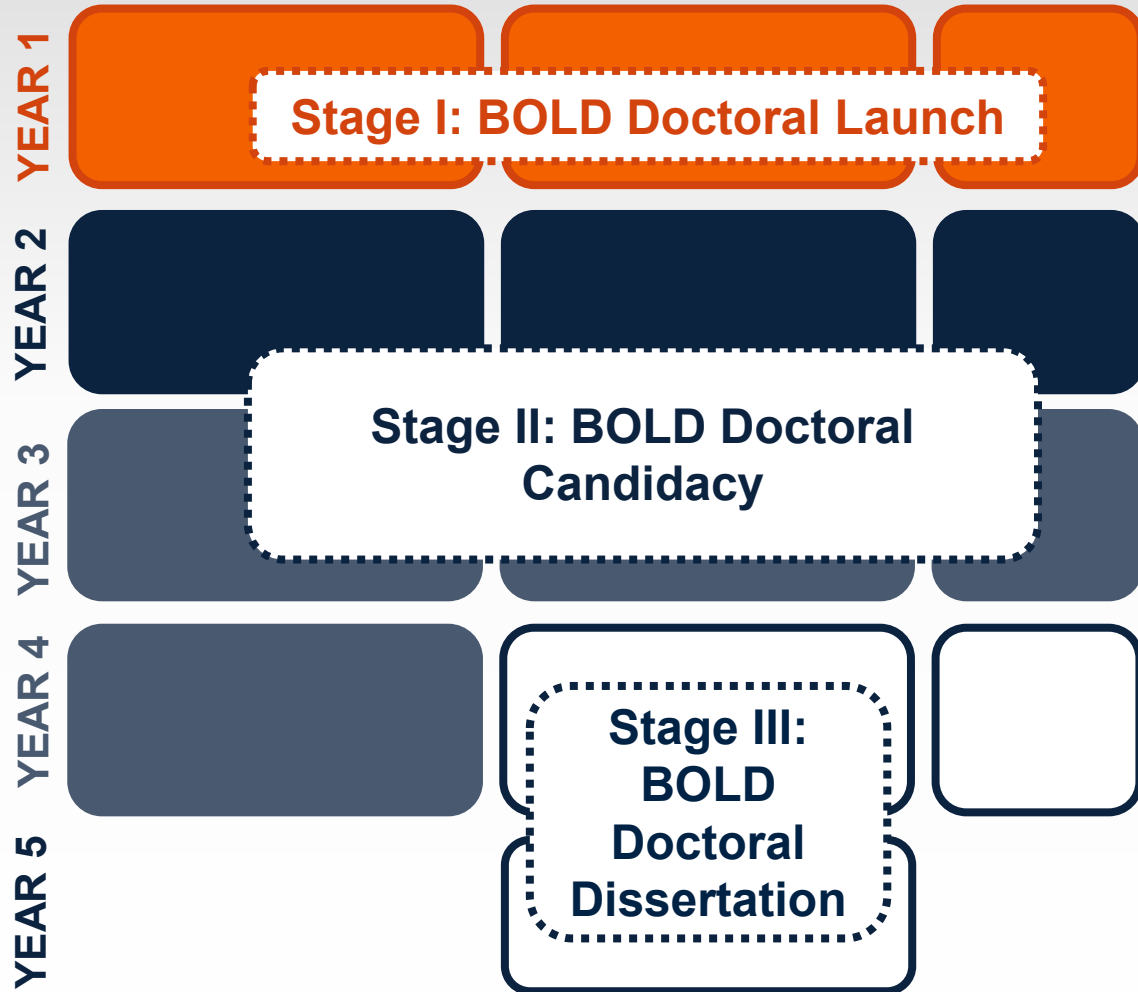 YEAR 1
Stage I: BOLD Doctoral Launch
YEAR 2
Stage II: BOLD Doctoral
Candidacy
YEAR 3
YEAR 4
Stage III:
BOLD
Doctoral
Dissertation
YEAR 5